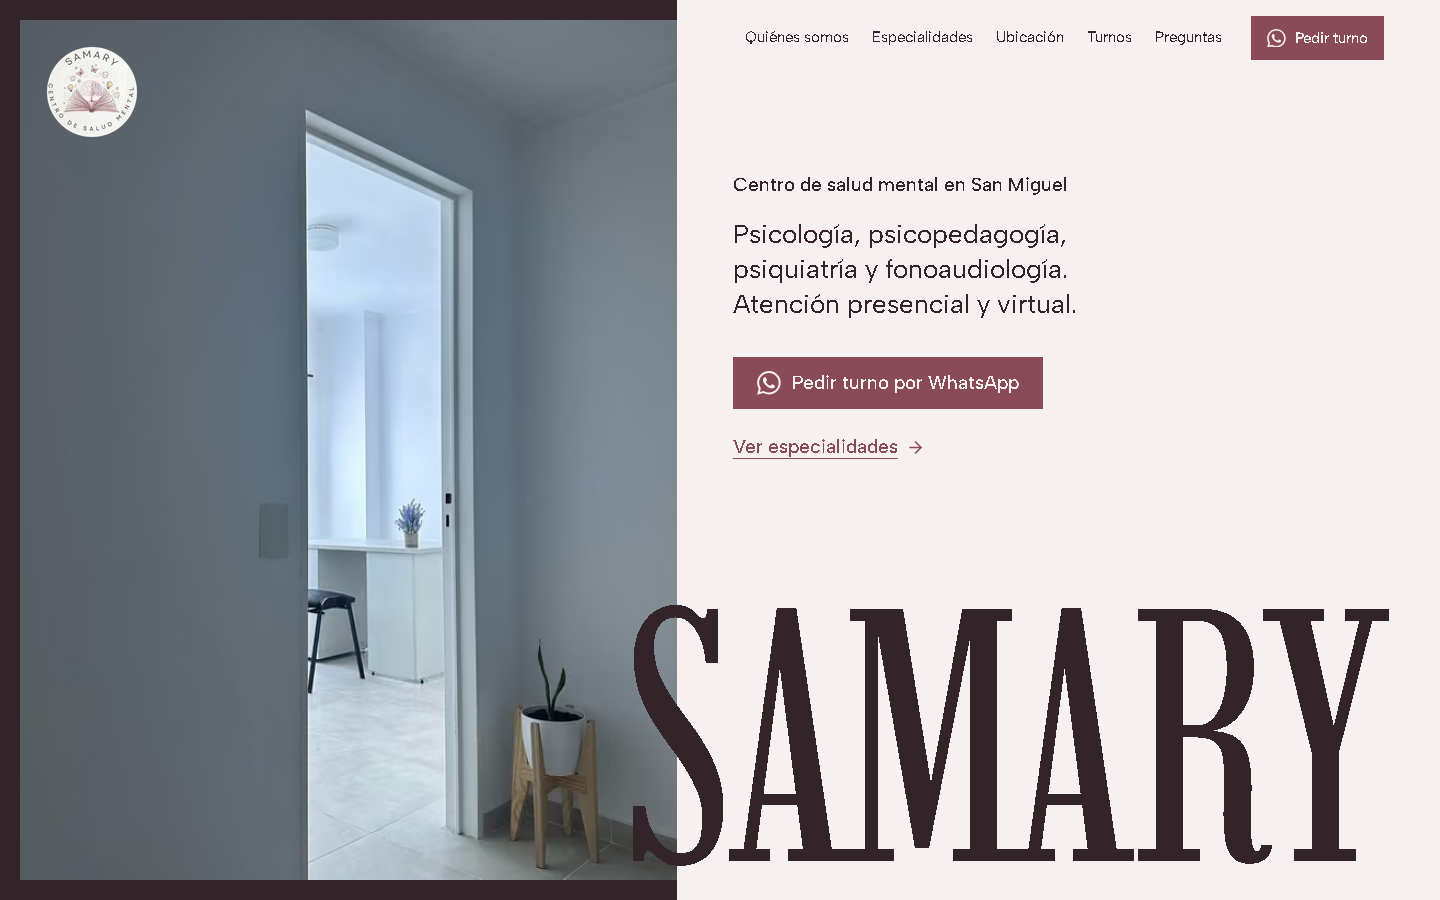 SAMARY
CENTRO DE SALUD MENTAL
Quiénes somos
Especialidades
Ubicación
Turnos
Preguntas
Pedir turno
Centro de salud mental en San Miguel
Psicología, psicopedagogía,
psiquiatría y fonoaudiología.
Atención presencial y virtual.
Pedir turno por WhatsApp
Ver especialidades →
SAMARY